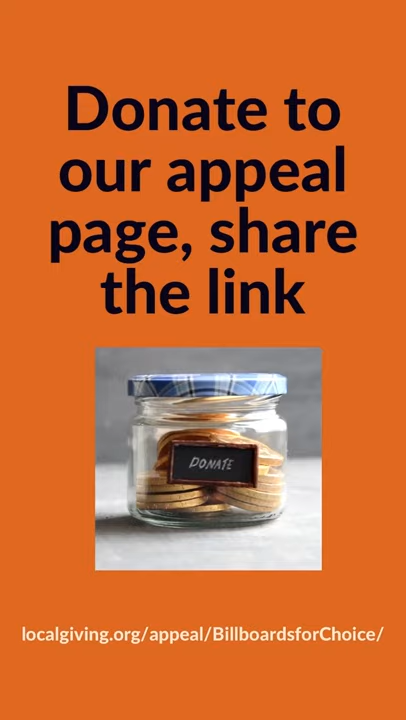 Donate to
our appeal
page, share
the link
DONATE
localgiving.org/appeal/BillboardsforChoice/